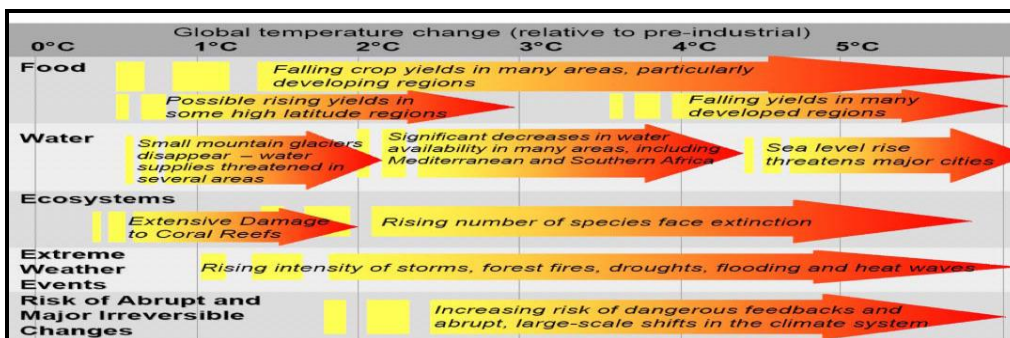 Global temperature change (relative to pre-industrial)
0°C 1°C 2°C 3°C 4°C 5°C
Food
Falling crop yields in many areas, particularly
developing regions
Possible rising yields in
some high latitude regions
Falling yields in many
developed regions
Water
Small mountain glaciers
disappear – water
supplies threatened in
several areas
Significant decreases in water
availability in many areas, including
Mediterranean and Southern Africa
Sea level rise
threatens major cities
Ecosystems
Extensive Damage
to Coral Reefs
Rising number of species face extinction
Extreme
Weather
Events
Rising intensity of storms, forest fires, droughts, flooding and heat waves
Risk of Abrupt and
Major Irreversible
Changes
Increasing risk of dangerous feedbacks and
abrupt, large-scale shifts in the climate system